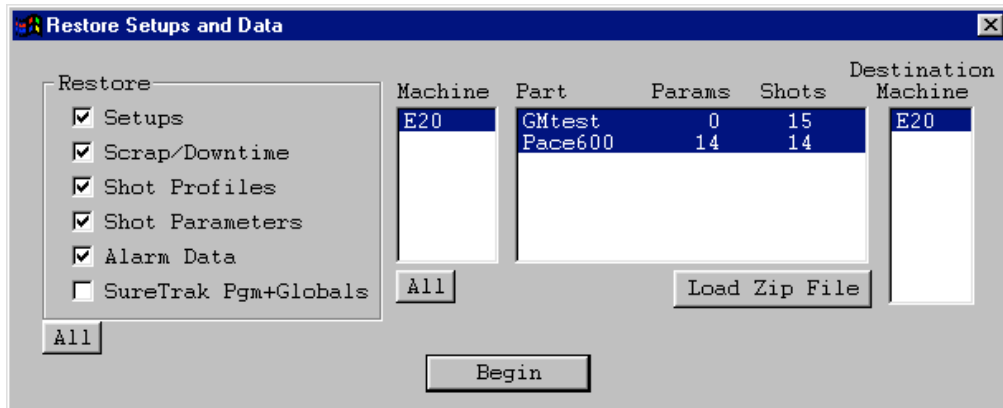 Restore Setups and Data
Restore
Setups
Scrap/Downtime
Shot Profiles
Shot Parameters
Alarm Data
SureTrak Pgm+Globals
All
Machine
E20
All
Part Params Shots
GMtest 0 15
Pace600 14 14
Load Zip File
Destination
Machine
E20
Begin